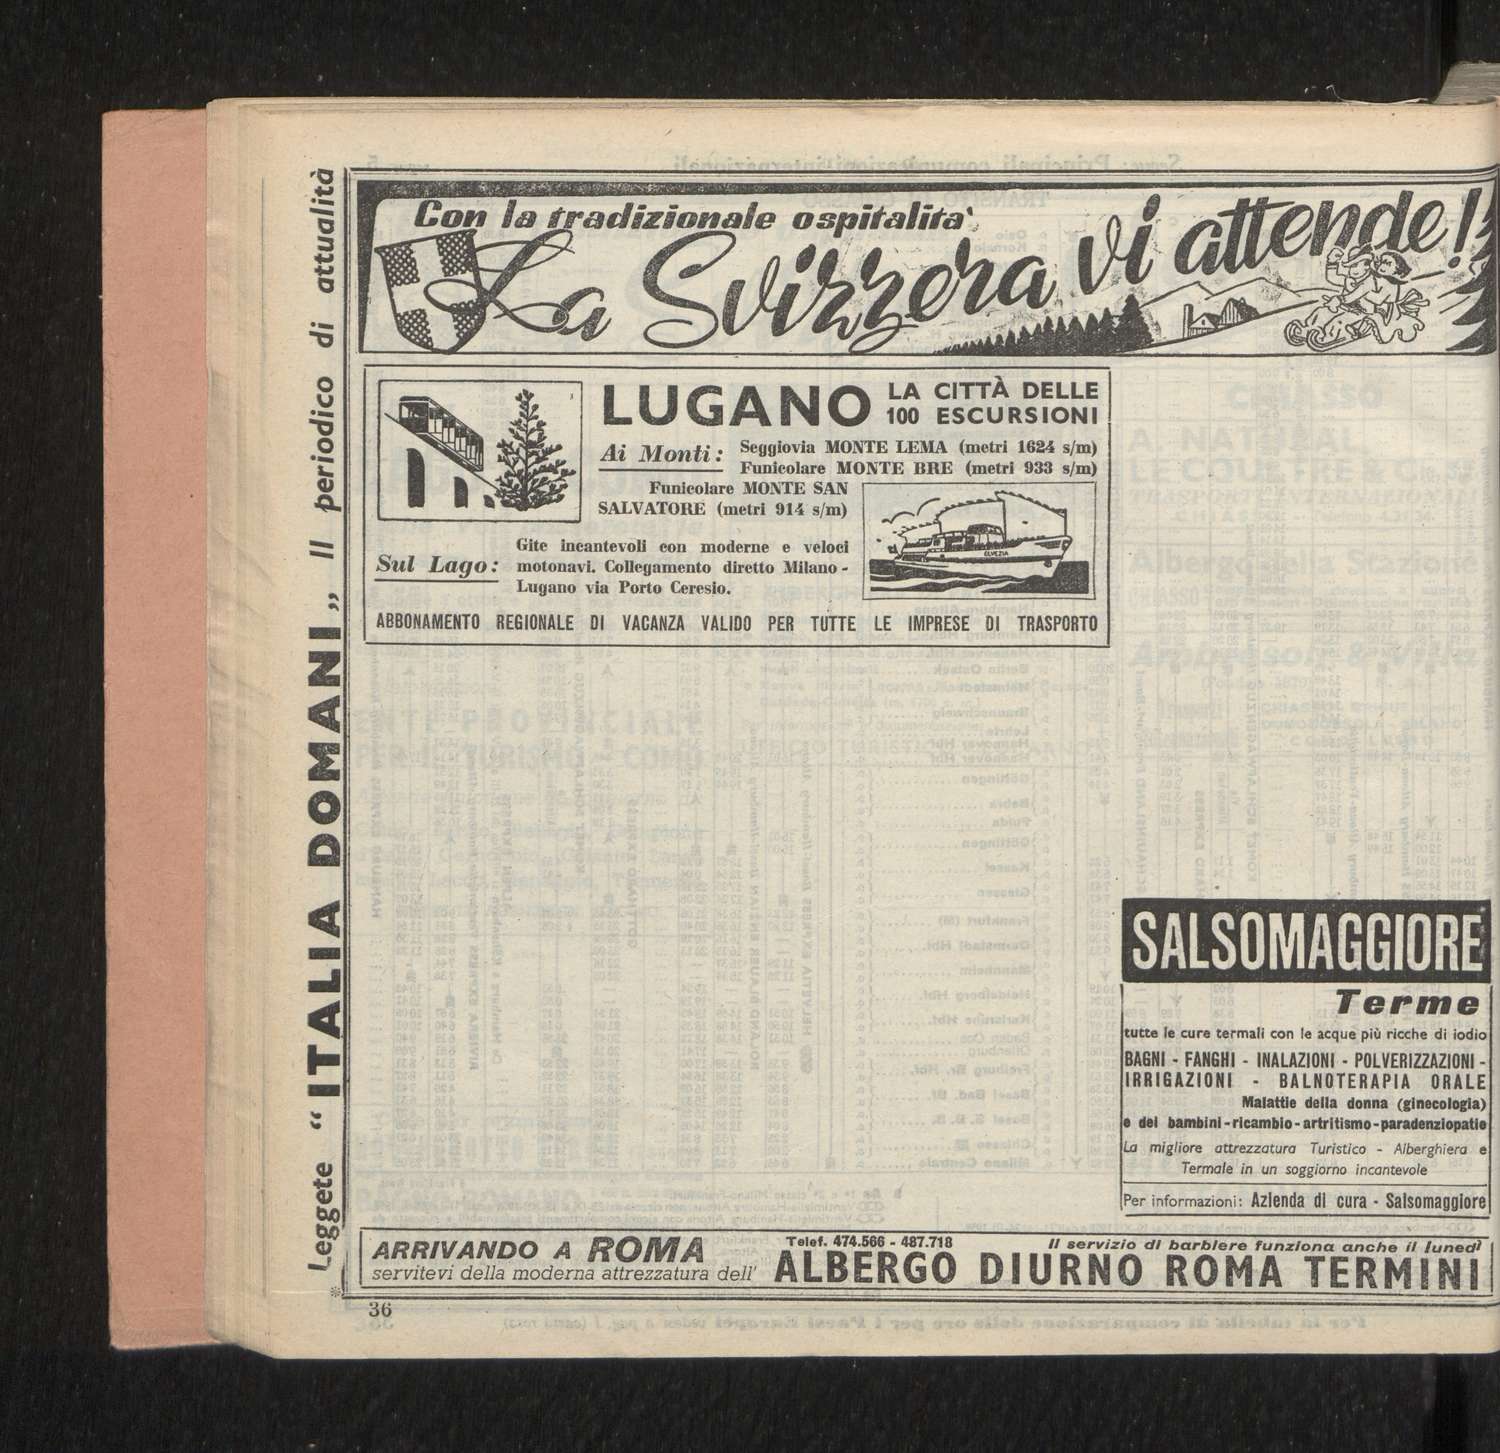 Leggete “ITALIA DOMANI„ Il periodico di attualità
Con la tradizionale ospitalità
La Svizzera vi attende!
LUGANO
LA CITTÀ DELLE
100 ESCURSIONI
Ai Monti:
Seggiovia MONTE LEMA (metri 1624 s/m)
Funicolare MONTE BRE (metri 933 s/m)
Funicolare MONTE SAN
SALVATORE (metri 914 s/m)
Sul Lago:
Gite incantevoli con moderne e veloci
motonavi. Collegamento diretto Milano-
Lugano via Porto Ceresio.
ELVEZIA
ABBONAMENTO REGIONALE DI VACANZA VALIDO PER TUTTE LE IMPRESE DI TRASPORTO
SALSOMAGGIORE
Terme
tutte le cure termali con le acque più ricche di iodio
BAGNI - FANGHI - INALAZIONI - POLVERIZZAZIONI -
IRRIGAZIONI - BALNOTERAPIA ORALE
Malattie della donna (ginecologia)
e dei bambini-ricambio-artritismo-paradenziopatie
La migliore attrezzatura Turistico - Alberghiera e
Termale in un soggiorno incantevole
Per informazioni: Azienda di cura - Salsomaggiore
ARRIVANDO A ROMA
servitevi della moderna attrezzatura dell'
Telef. 474.566 - 487.718
Il servizio di barbiere funziona anche il lunedì
ALBERGO DIURNO ROMA TERMINI
36